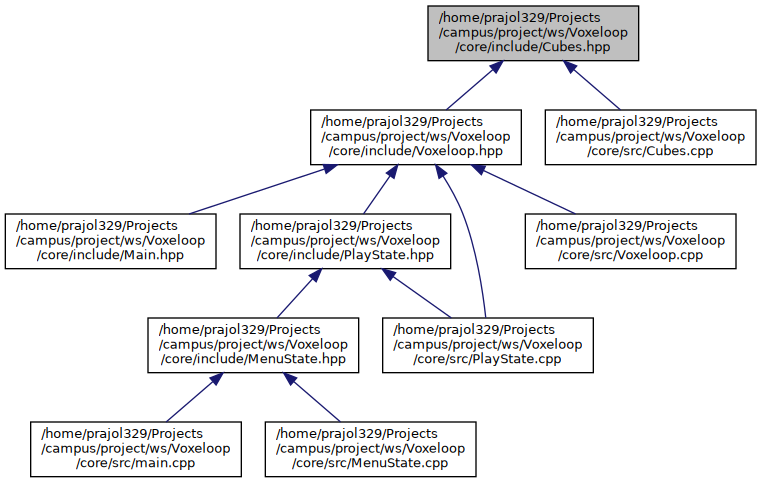 /home/prajol329/Projects
/campus/project/ws/Voxeloop
/core/include/Cubes.hpp
/home/prajol329/Projects
/campus/project/ws/Voxeloop
/core/include/Voxeloop.hpp
/home/prajol329/Projects
/campus/project/ws/Voxeloop
/core/src/Cubes.cpp
/home/prajol329/Projects
/campus/project/ws/Voxeloop
/core/include/Main.hpp
/home/prajol329/Projects
/campus/project/ws/Voxeloop
/core/include/PlayState.hpp
/home/prajol329/Projects
/campus/project/ws/Voxeloop
/core/src/Voxeloop.cpp
/home/prajol329/Projects
/campus/project/ws/Voxeloop
/core/include/MenuState.hpp
/home/prajol329/Projects
/campus/project/ws/Voxeloop
/core/src/PlayState.cpp
/home/prajol329/Projects
/campus/project/ws/Voxeloop
/core/src/main.cpp
/home/prajol329/Projects
/campus/project/ws/Voxeloop
/core/src/MenuState.cpp